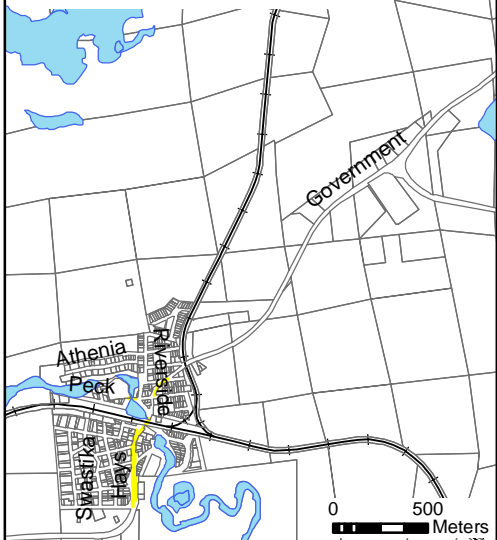 Government
Riverside
Athenia
Peck
Swastika
Hays
0 500
Meters